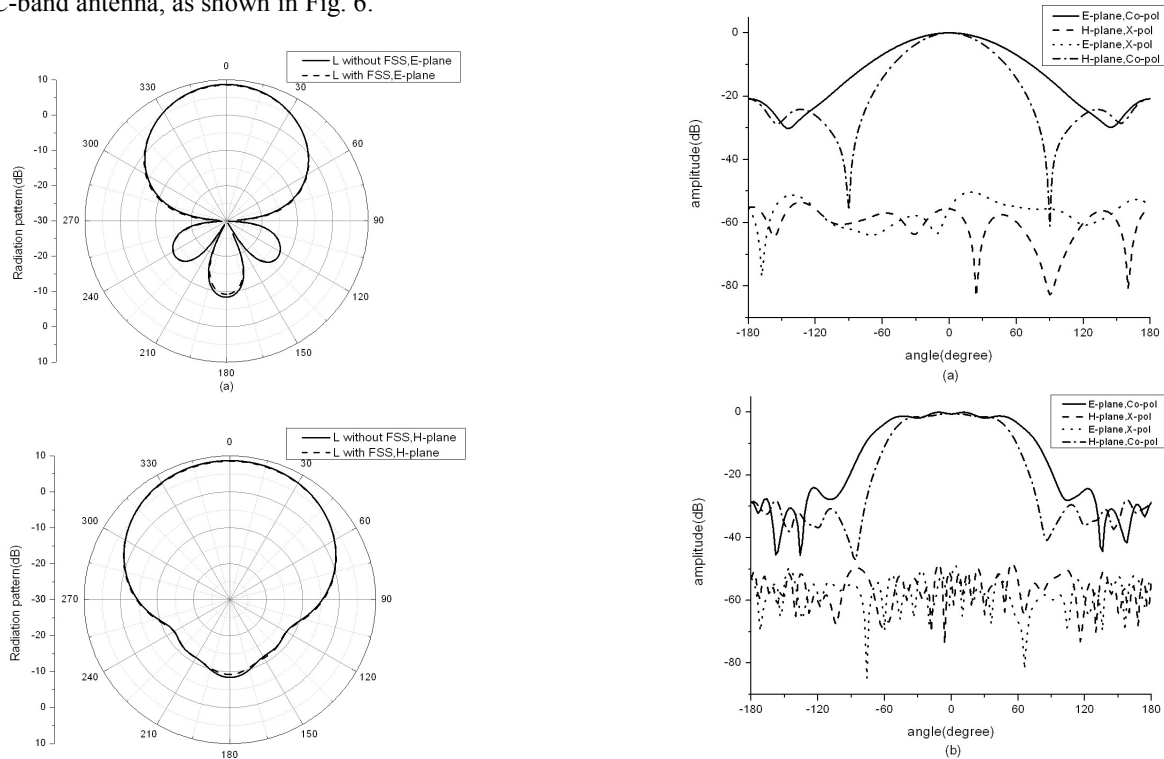 C-band antenna, as shown in Fig. 6.
L without FSS,E-plane
L with FSS,E-plane
Radiation pattern(dB)
10
0
-10
-20
-30
-20
-10
0
10
0
30
60
90
120
180
210
240
270
300
330
(a)
L without FSS,H-plane
L with FSS,H-plane
Radiation pattern(dB)
10
0
-10
-20
-30
-20
-10
0
10
0
30
60
90
120
180
210
240
270
300
330
E-plane,Co-pol
H-plane,X-pol
E-plane,X-pol
H-plane,Co-pol
amplitude(dB)
0
-20
-40
-60
-80
-180
-120
-60
0
60
120
180
angle(degree)
(a)
E-plane,Co-pol
H-plane,X-pol
E-plane,X-pol
H-plane,Co-pol
amplitude(dB)
0
-20
-40
-60
-80
-180
-120
-60
0
60
120
180
angle(degree)
(b)